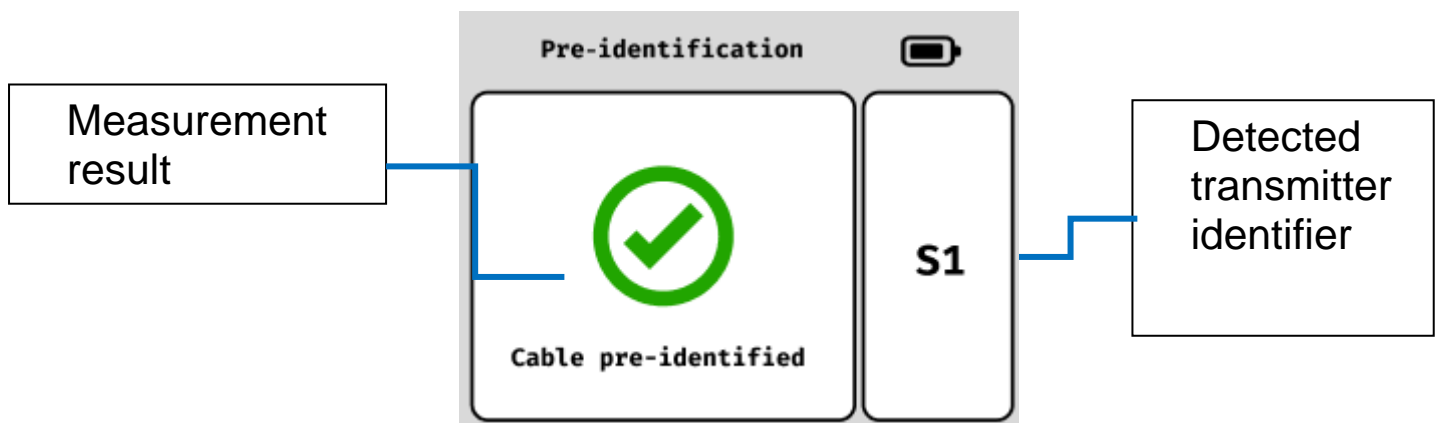 Pre-identification
Measurement
result
Cable pre-identified
S1
Detected
transmitter
identifier